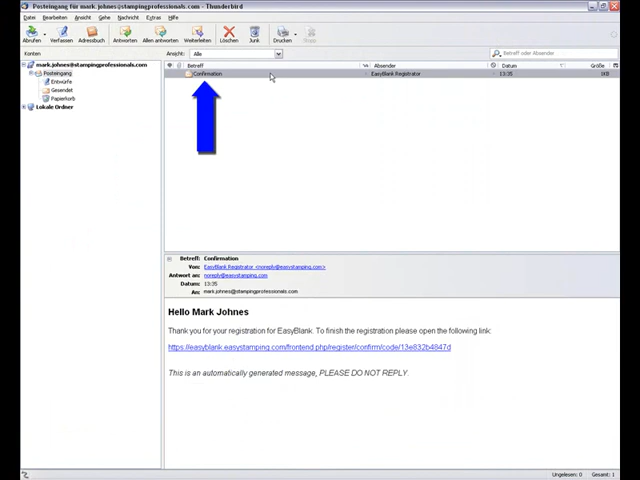 Posteingang für mark.johnes@stampingprofessionals.com - Thunderbird
Datei Bearbeiten Ansicht Gehe Nachricht Extras Hilfe
Abrufen Verfassen Adressbuch Antworten Allen antworten Weiterleiten Löschen Junk Drucken Stopp
Konten Ansicht: Alle Betreff oder Absender
Betreff Absender Datum Größe
mark.johnes@stampingprofessionals.com
Posteingang
Entwürfe
Gesendet
Papierkorb
Lokale Ordner
Confirmation EasyBlank Registrator 13:35 1KB
Betreff: Confirmation
Von: EasyBlank Registrator <noreply@easystamping.com>
Antwort an: noreply@easystamping.com
Datum: 13:35
An: mark.johnes@stampingprofessionals.com
Hello Mark Johnes
Thank you for your registration for EasyBlank. To finish the registration please open the following link:
https://easyblank.easystamping.com/frontend.php/register/confirm/code/13e832b4847d
This is an automatically generated message, PLEASE DO NOT REPLY.
Ungelesen: 0 Gesamt: 1